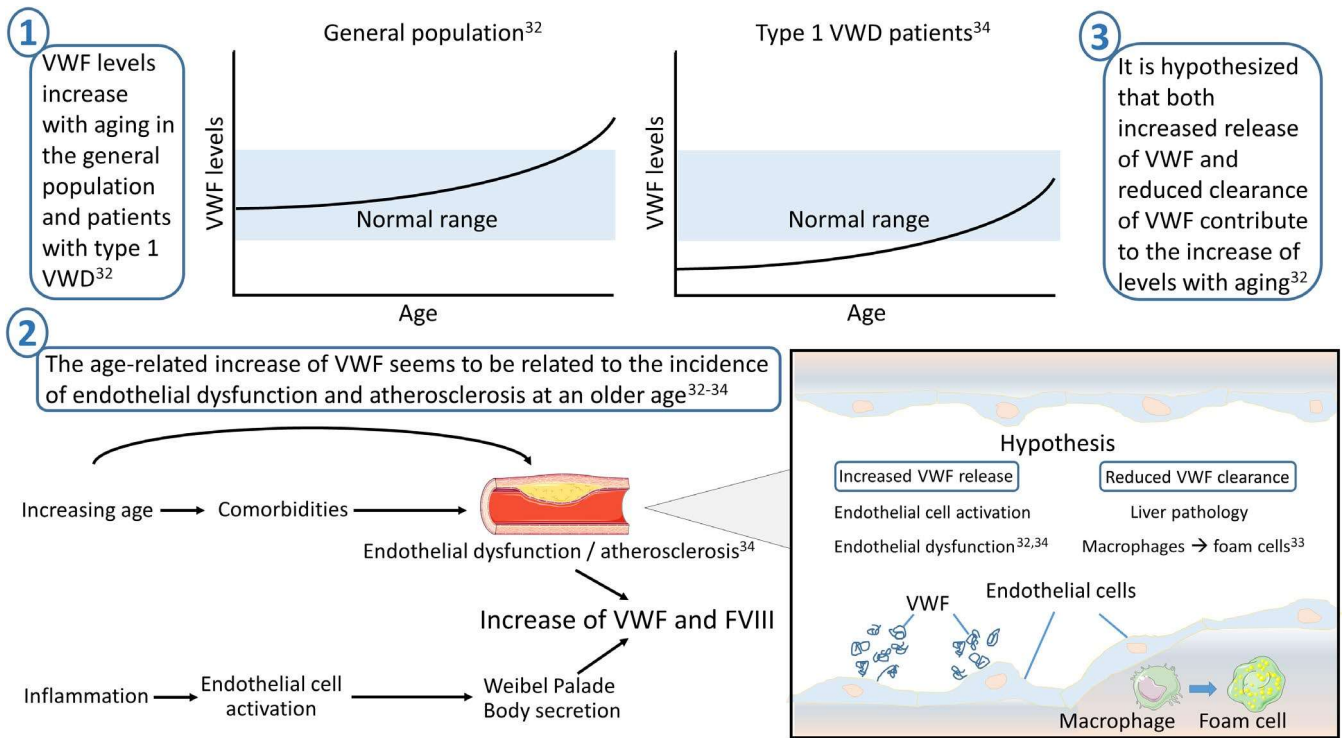 1
VWF levels
increase
with aging in
the general
population
and patients
with type 1
VWD32
General population32
VWF levels
Normal range
Age
Type 1 VWD patients34
VWF levels
Normal range
Age
3
It is hypothesized
that both
increased release
of VWF and
reduced clearance
of VWF contribute
to the increase of
levels with aging32
2
The age-related increase of VWF seems to be related to the incidence
of endothelial dysfunction and atherosclerosis at an older age32-34
Increasing age
Comorbidities
Endothelial dysfunction / atherosclerosis34
Increase of VWF and FVIII
Inflammation
Endothelial cell
activation
Weibel Palade
Body secretion
Hypothesis
Increased VWF release
Endothelial cell activation
Endothelial dysfunction32,34
Reduced VWF clearance
Liver pathology
Macrophages → foam cells33
VWF
Endothelial cells
Macrophage
Foam cell